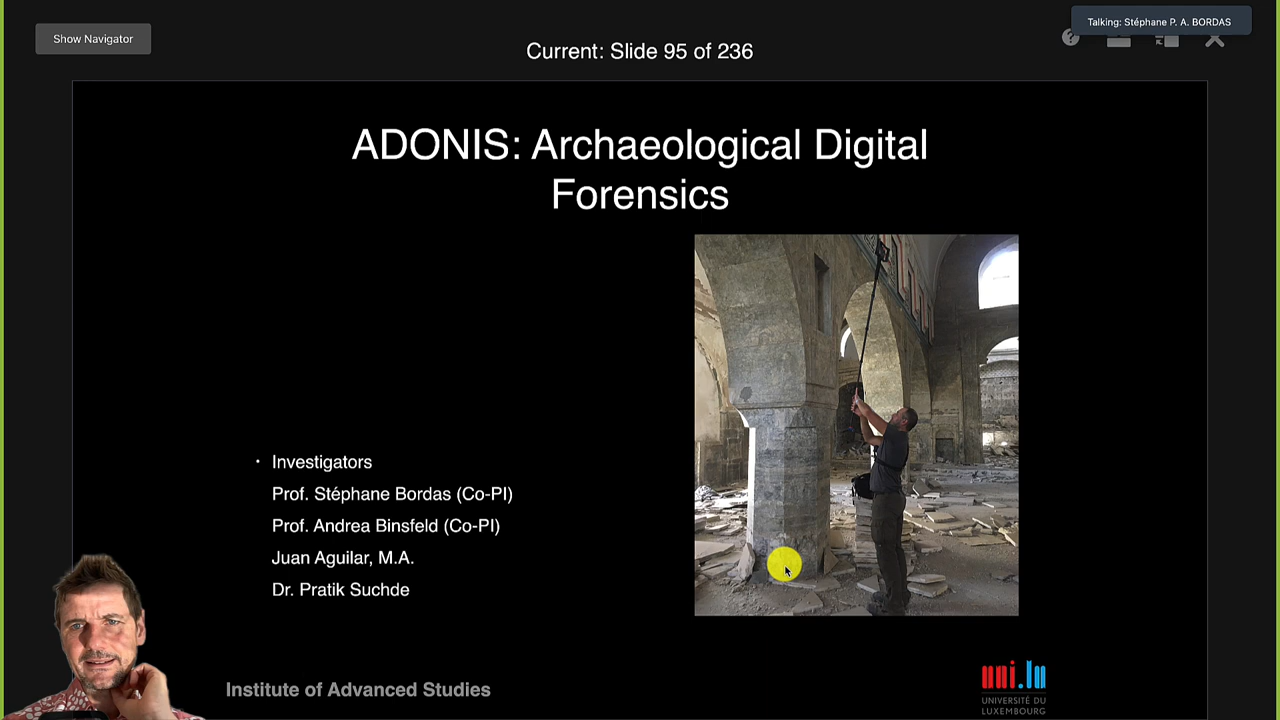 Talking: Stéphane P. A. BORDAS
Show Navigator
Current: Slide 95 of 236
ADONIS: Archaeological Digital
Forensics
• Investigators
Prof. Stéphane Bordas (Co-PI)
Prof. Andrea Binsfeld (Co-PI)
Juan Aguilar, M.A.
Dr. Pratik Suchde
Institute of Advanced Studies
uni.lu
UNIVERSITÉ DU
LUXEMBOURG